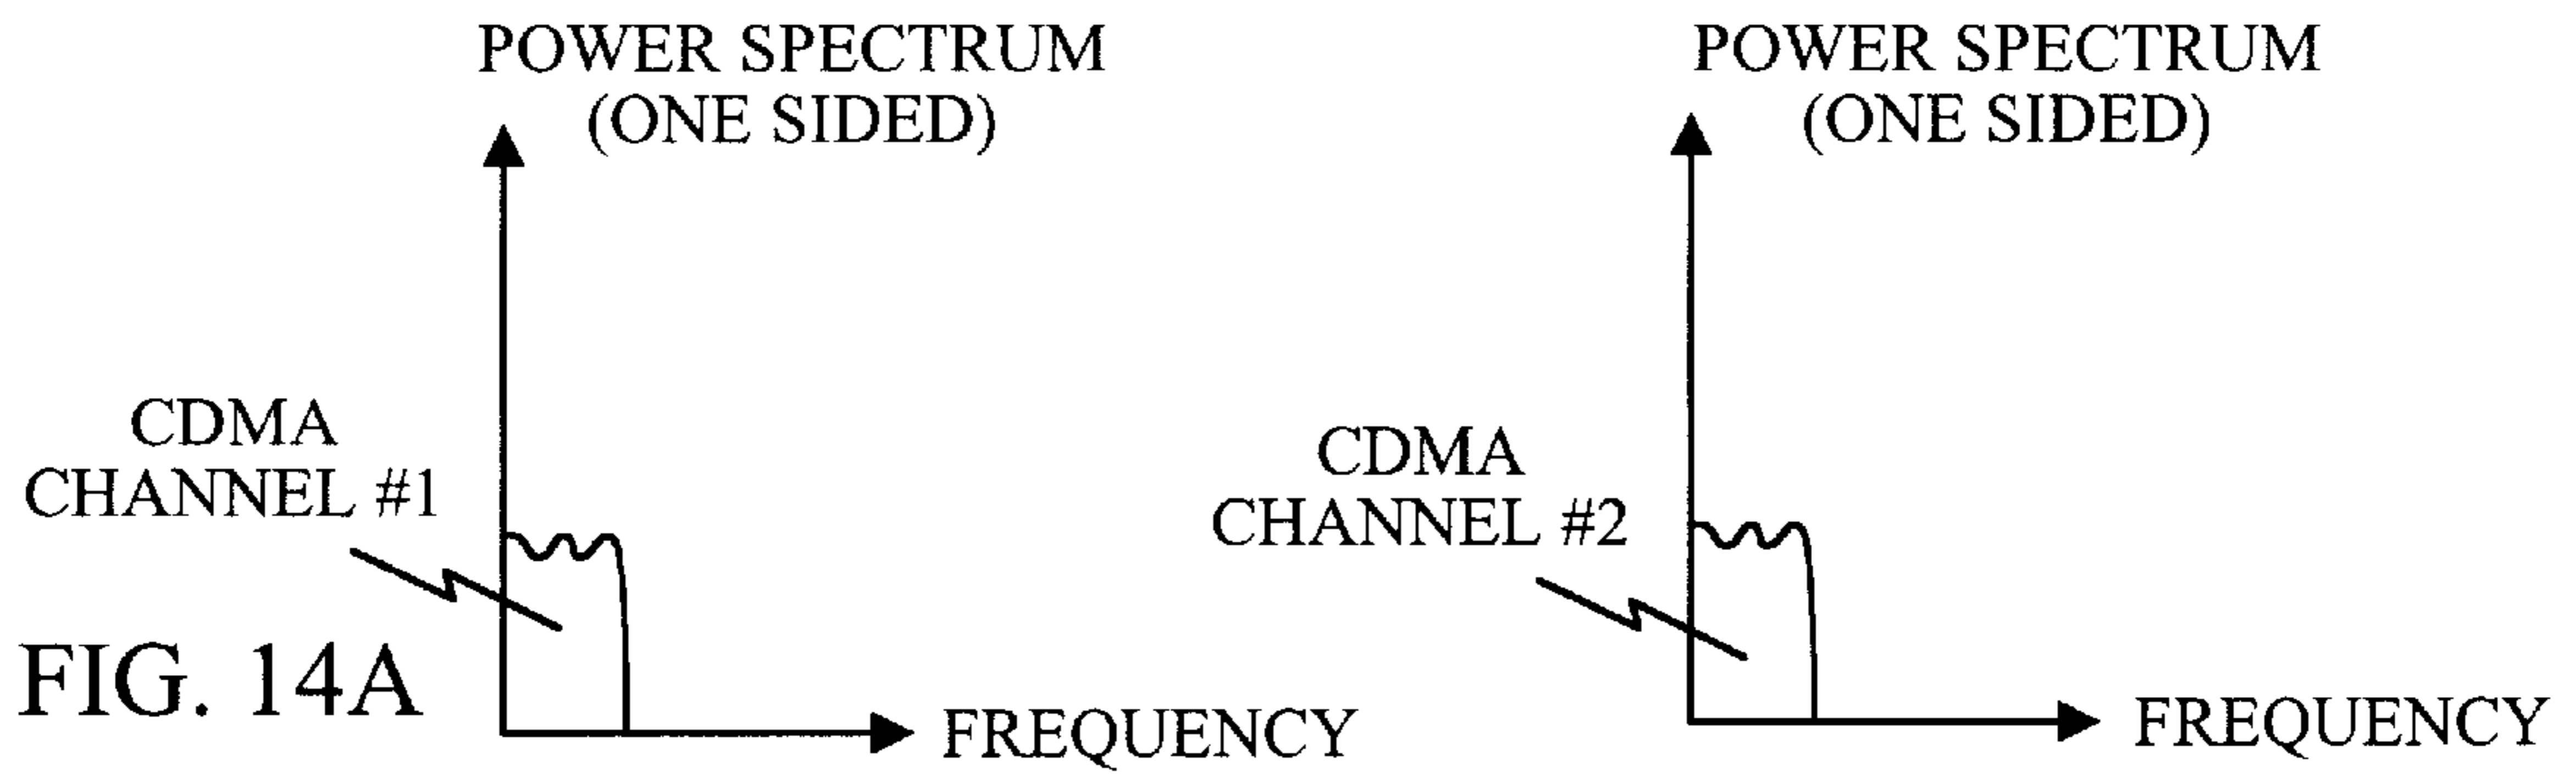 POWER SPECTRUM
(ONE SIDED)
CDMA
CHANNEL #1
FIG. 14A
FREQUENCY
POWER SPECTRUM
(ONE SIDED)
CDMA
CHANNEL #2
FREQUENCY